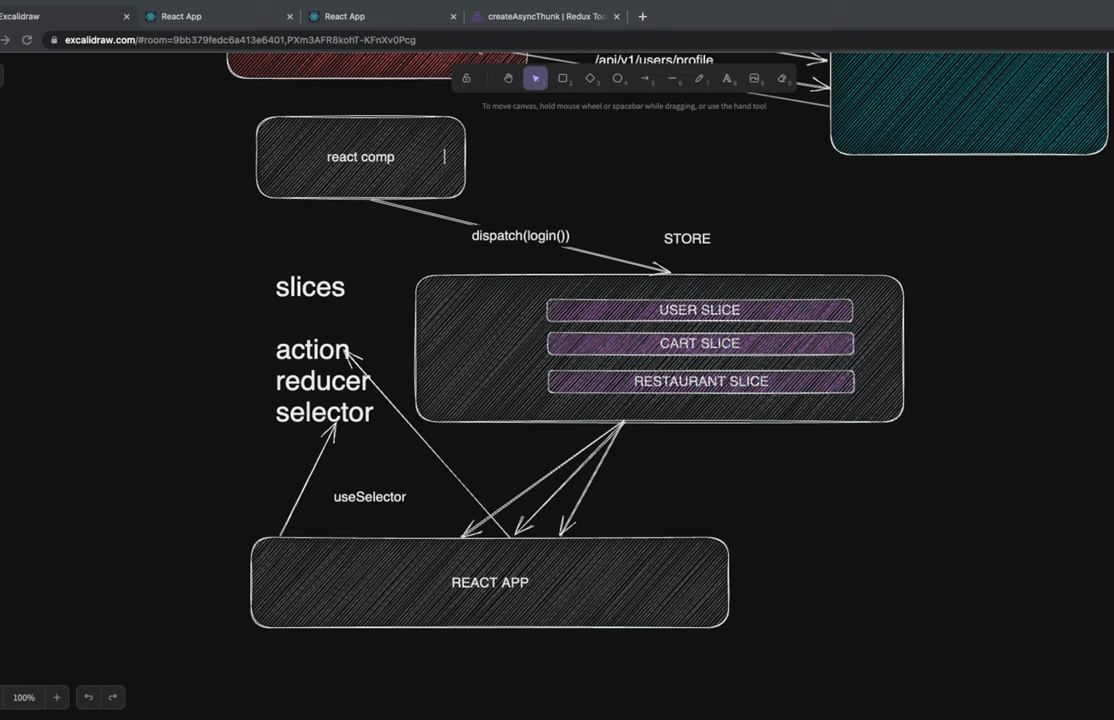 Excalidraw
React App
React App
createAsyncThunk | Redux Too
excalidraw.com/#room=9bb379fedc6a413e6401,PXm3AFR8kohT-KFnXv0Pcg
/api/v1/users/profile
To move canvas, hold mouse wheel or spacebar while dragging, or use the hand tool
react comp
dispatch(login())
STORE
slices
USER SLICE
CART SLICE
RESTAURANT SLICE
action
reducer
selector
useSelector
REACT APP
100%